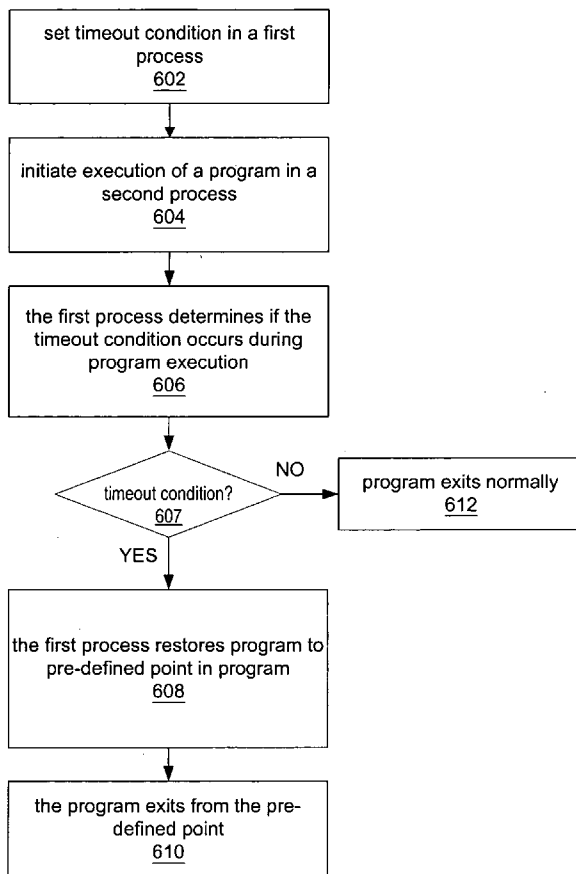 set timeout condition in a first
process
602
initiate execution of a program in a
second process
604
the first process determines if the
timeout condition occurs during
program execution
606
timeout condition?
607
NO
program exits normally
612
YES
the first process restores program to
pre-defined point in program
608
the program exits from the pre-
defined point
610